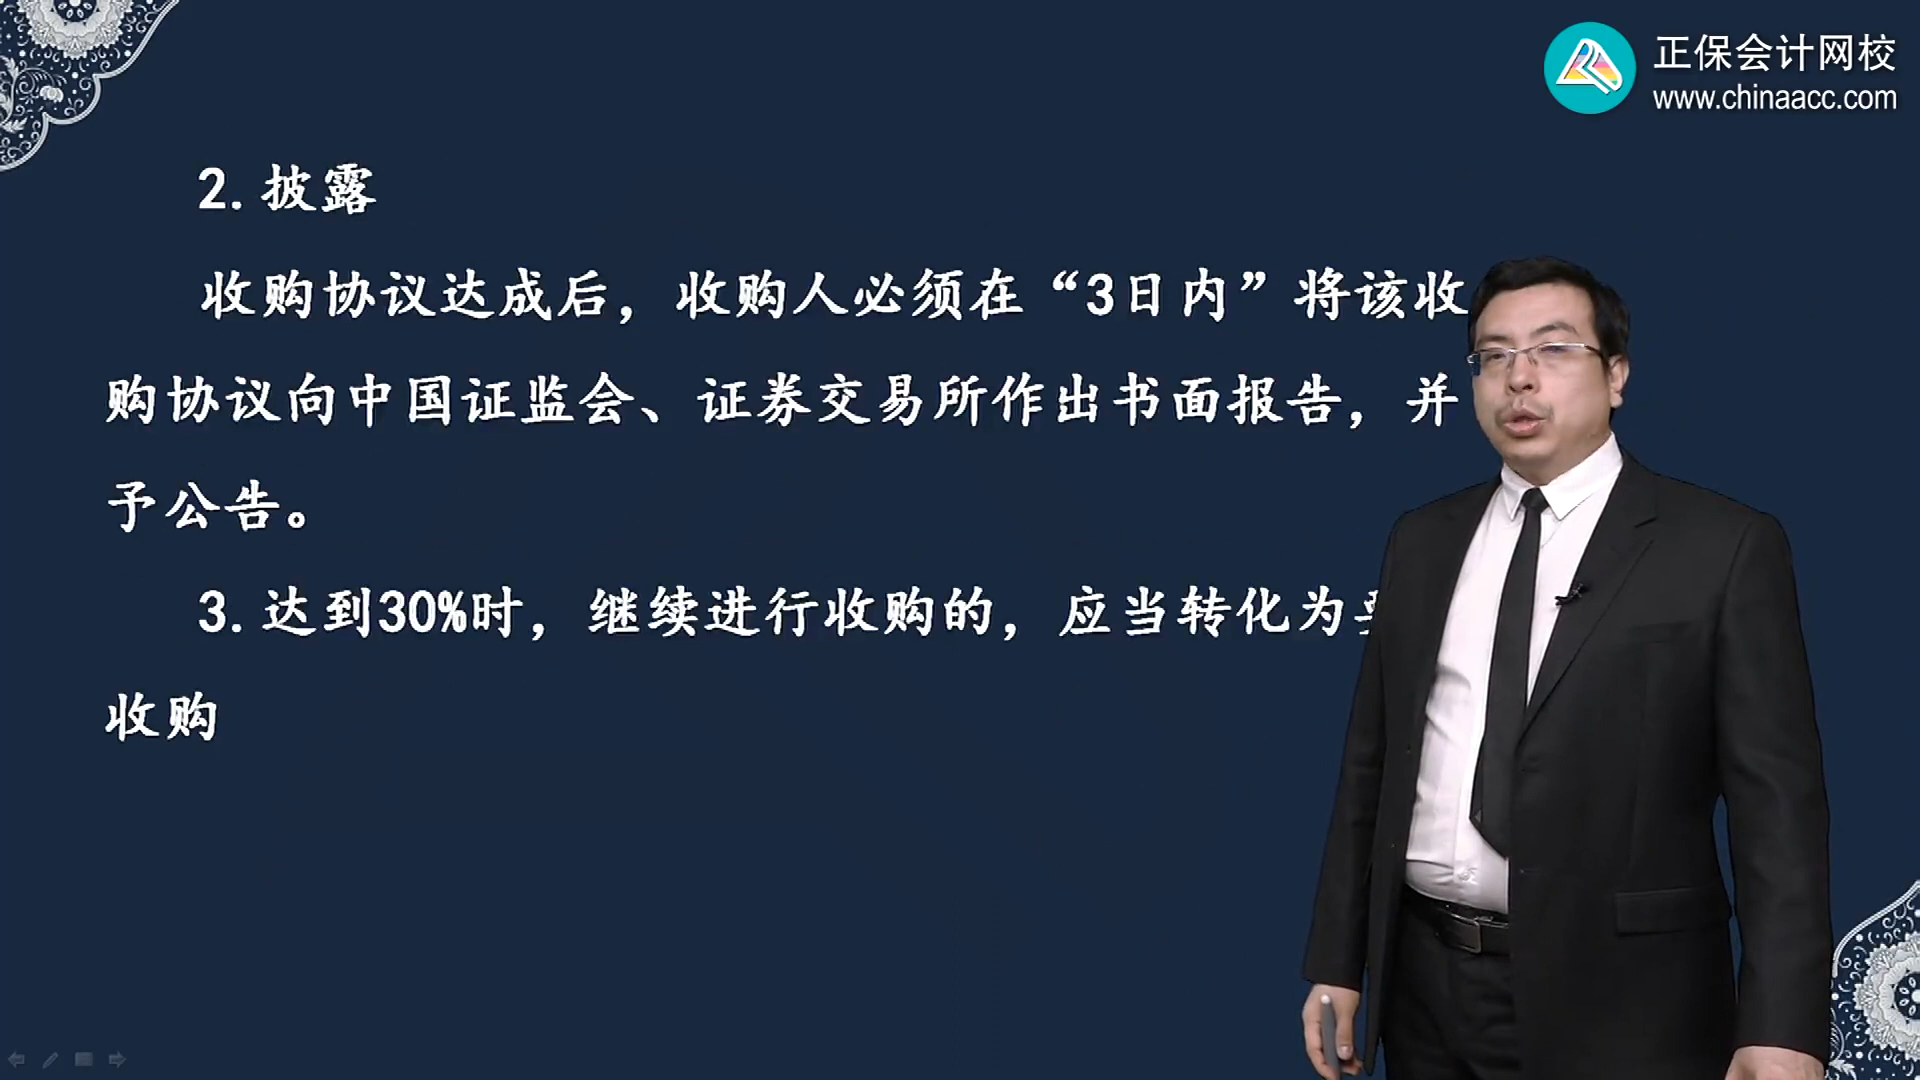 正保会计网校
www.chinaacc.com
2.披露
收购协议达成后，收购人必须在“3日内”将该收
购协议向中国证监会、证券交易所作出书面报告，并
予公告。
3.达到30%时，继续进行收购的，应当转化为
收购